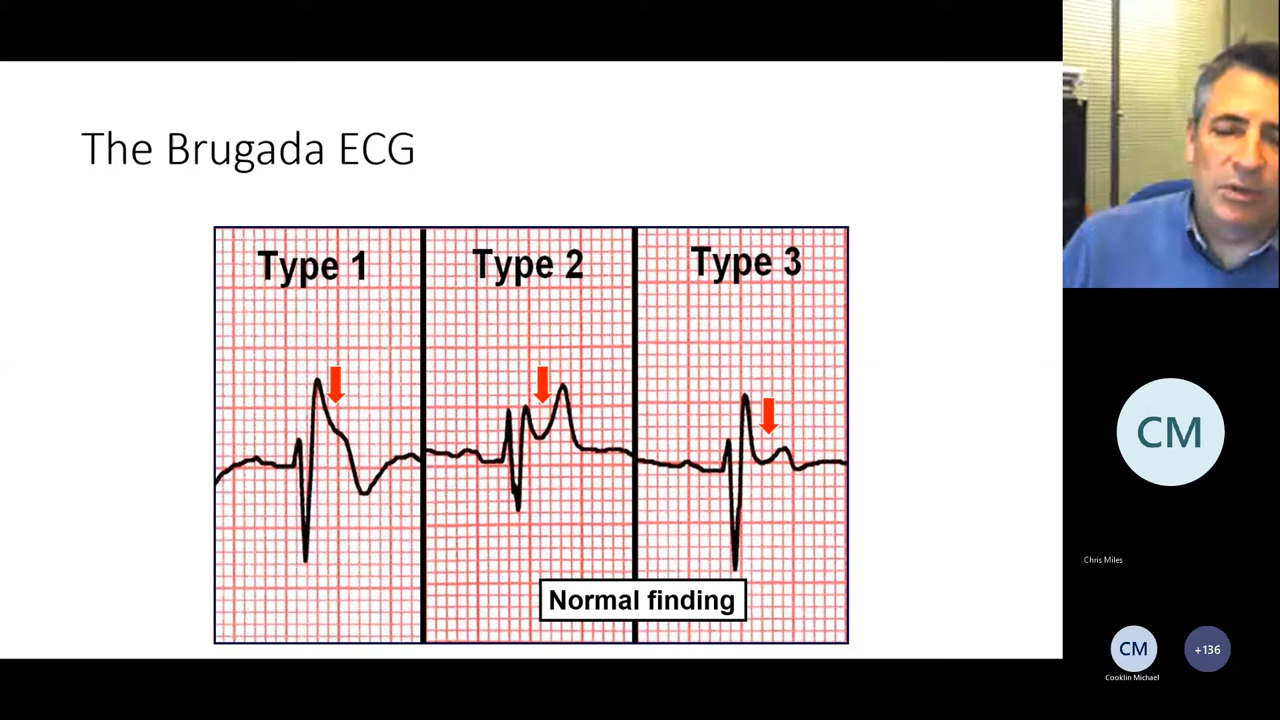 The Brugada ECG
Type 1
Type 2
Type 3
Normal finding
CM
Chris Miles
CM
+136
Cooklin Michael